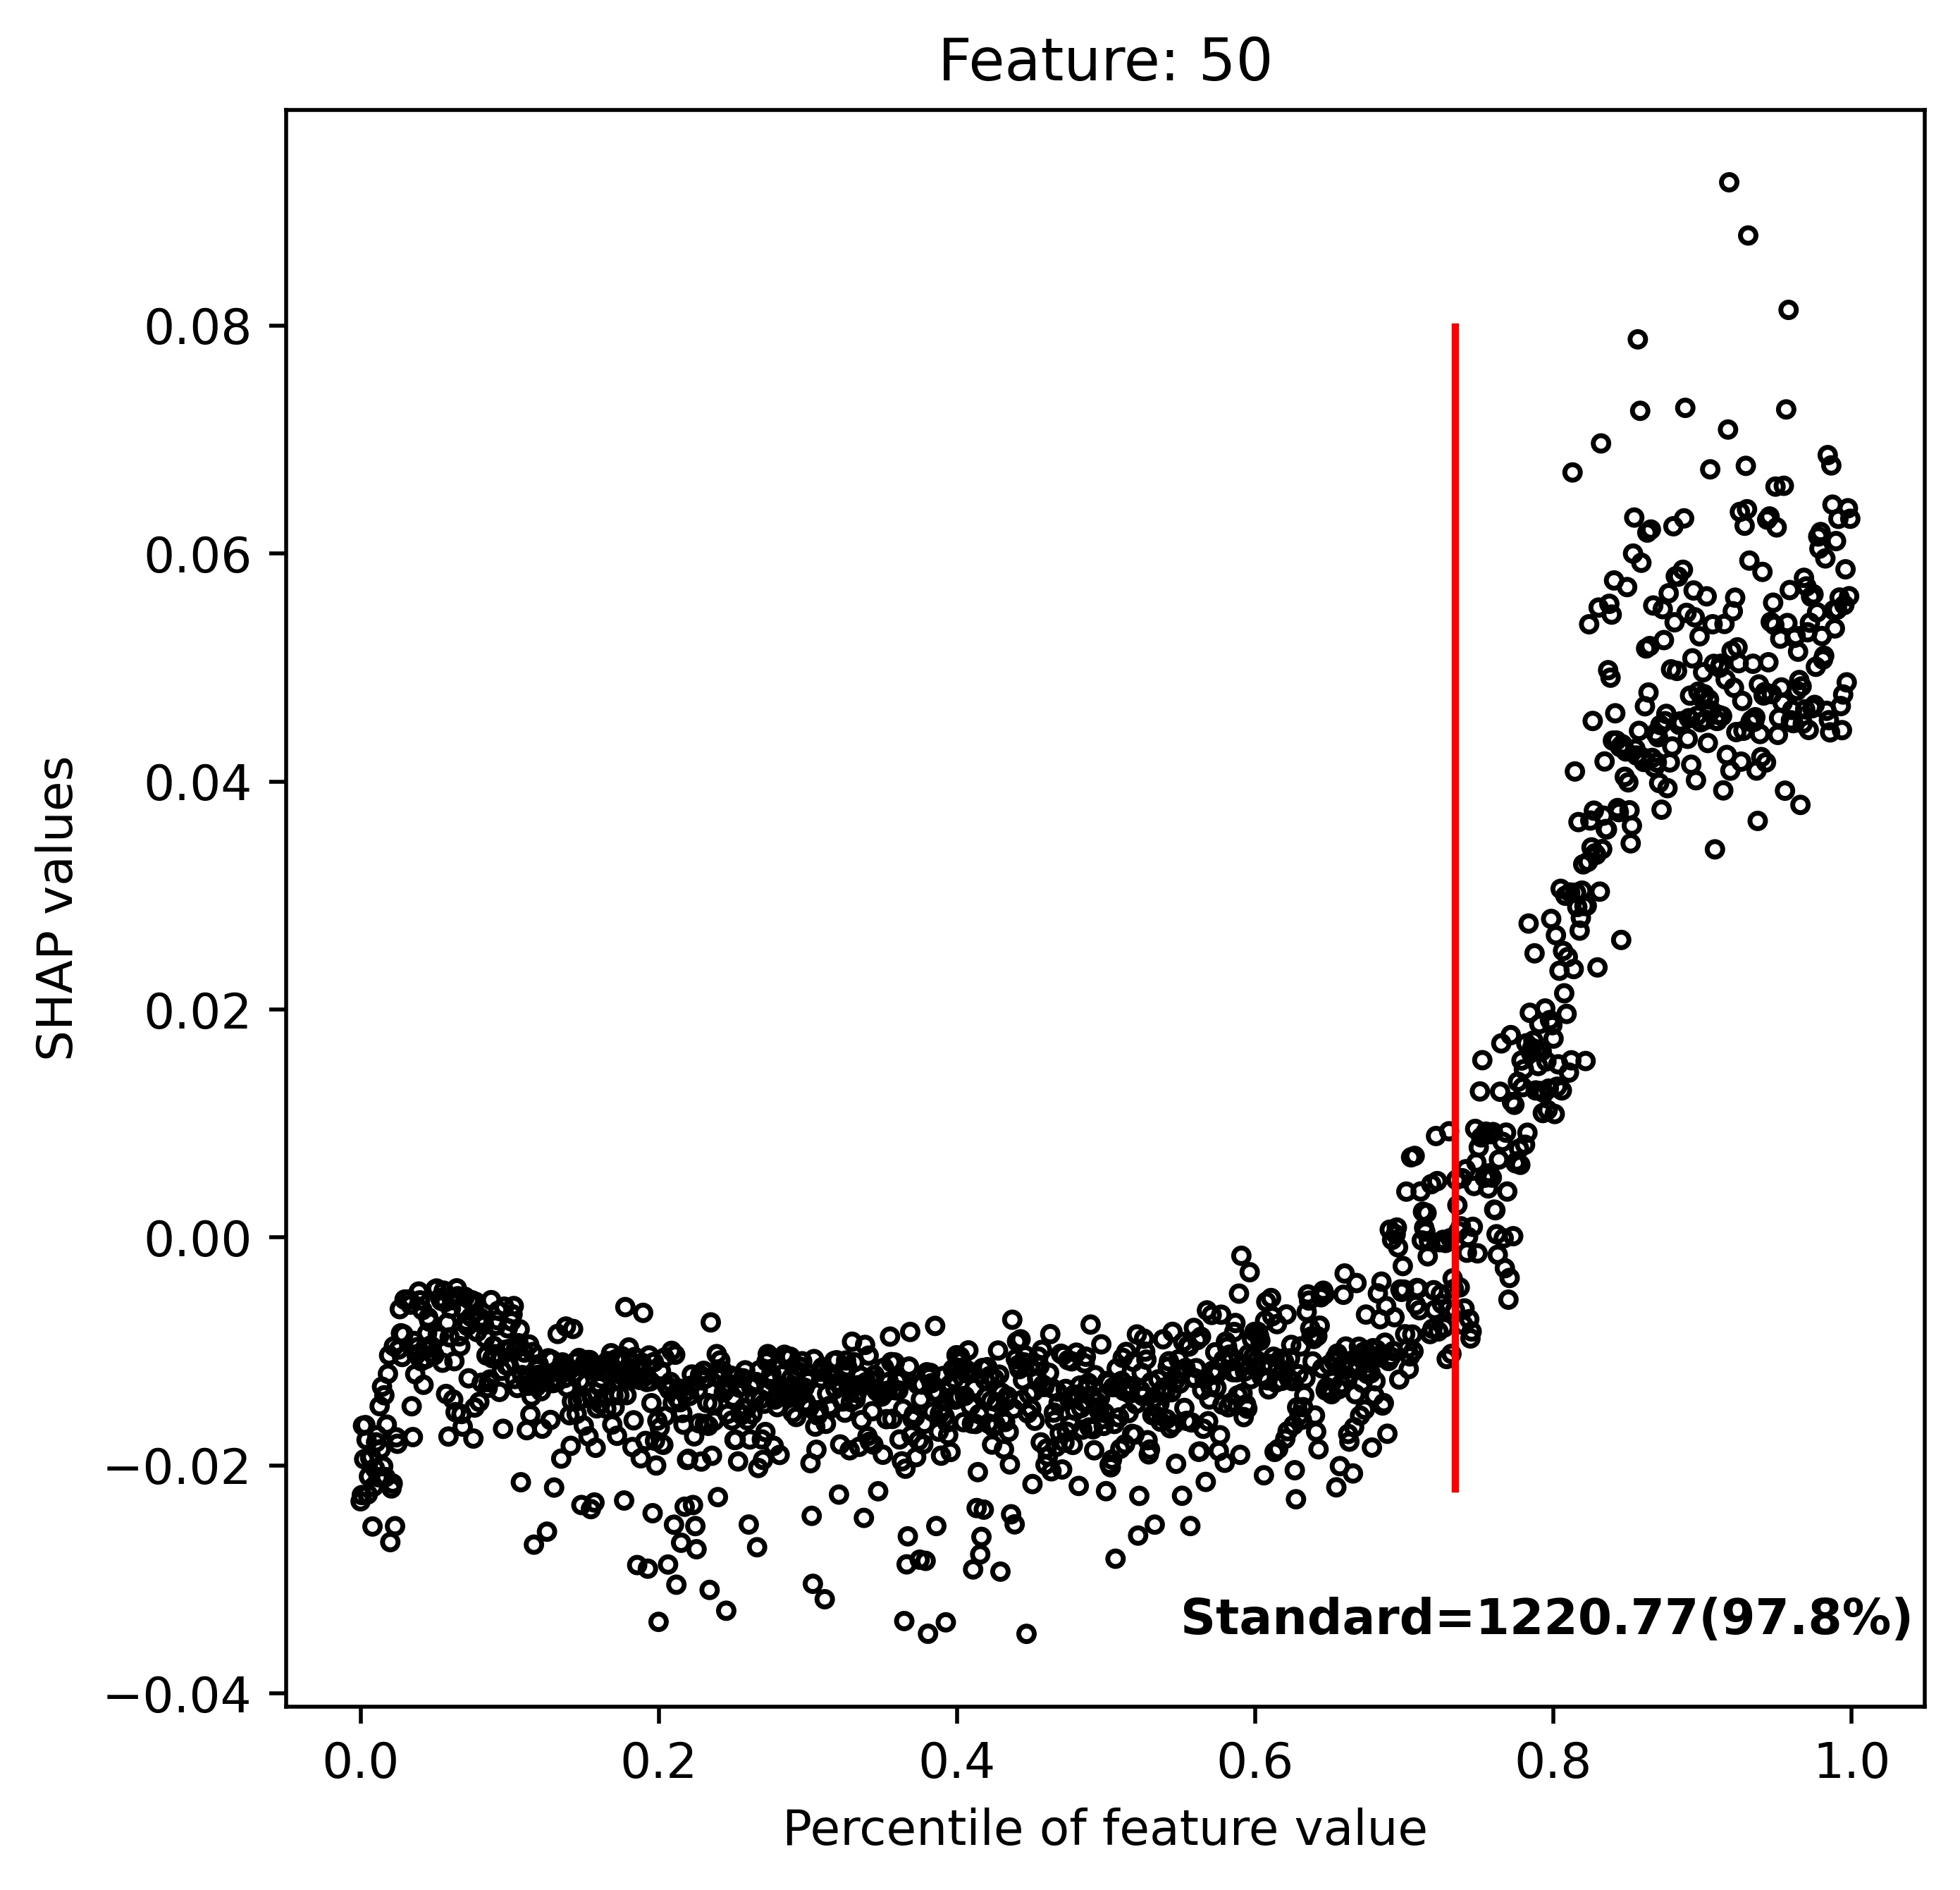 Feature: 50
SHAP values
0.08
0.06
0.04
0.02
0.00
−0.02
−0.04
Standard=1220.77(97.8%)
0.0 0.2 0.4 0.6 0.8 1.0
Percentile of feature value